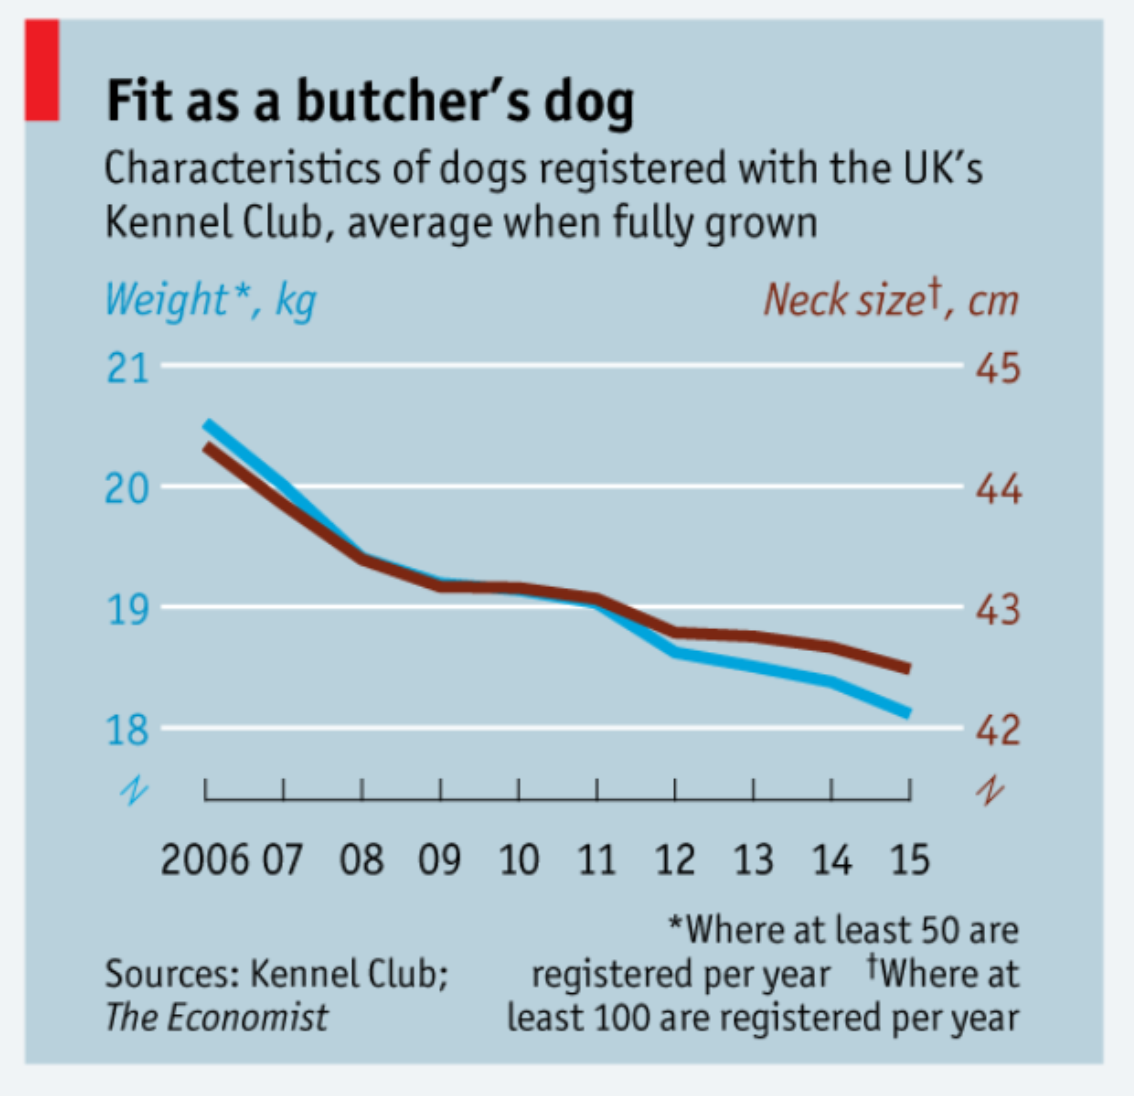 Fit as a butcher's dog
Characteristics of dogs registered with the UK's
Kennel Club, average when fully grown
Weight*, kg
Neck size†, cm
21 45
20 44
19 43
18 42
2006 07 08 09 10 11 12 13 14 15
Sources: Kennel Club;
The Economist
*Where at least 50 are
registered per year †Where at
least 100 are registered per year